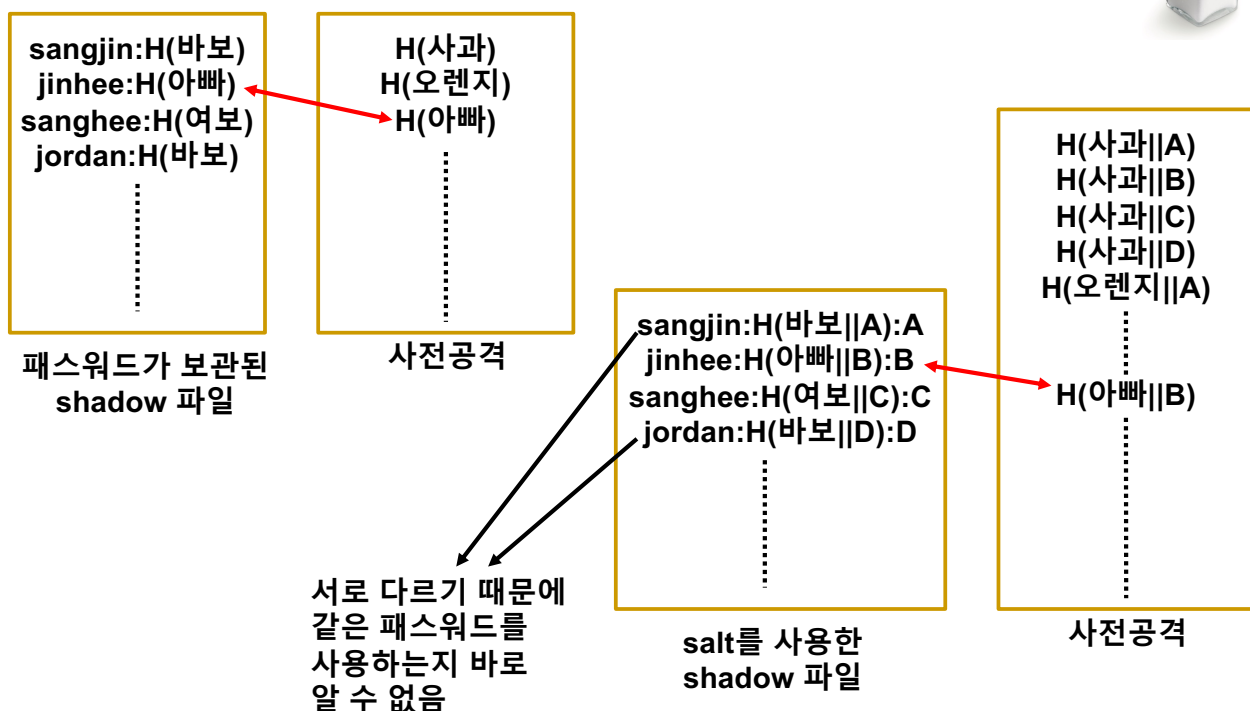 sangjin:H(바보)
jinhee:H(아빠)
sanghee:H(여보)
jordan:H(바보)
패스워드가 보관된
shadow 파일
H(사과)
H(오렌지)
H(아빠)
사전공격
sangjin:H(바보||A):A
jinhee:H(아빠||B):B
sanghee:H(여보||C):C
jordan:H(바보||D):D
salt를 사용한
shadow 파일
서로 다르기 때문에
같은 패스워드를
사용하는지 바로
알 수 없음
H(사과||A)
H(사과||B)
H(사과||C)
H(사과||D)
H(오렌지||A)
H(아빠||B)
사전공격